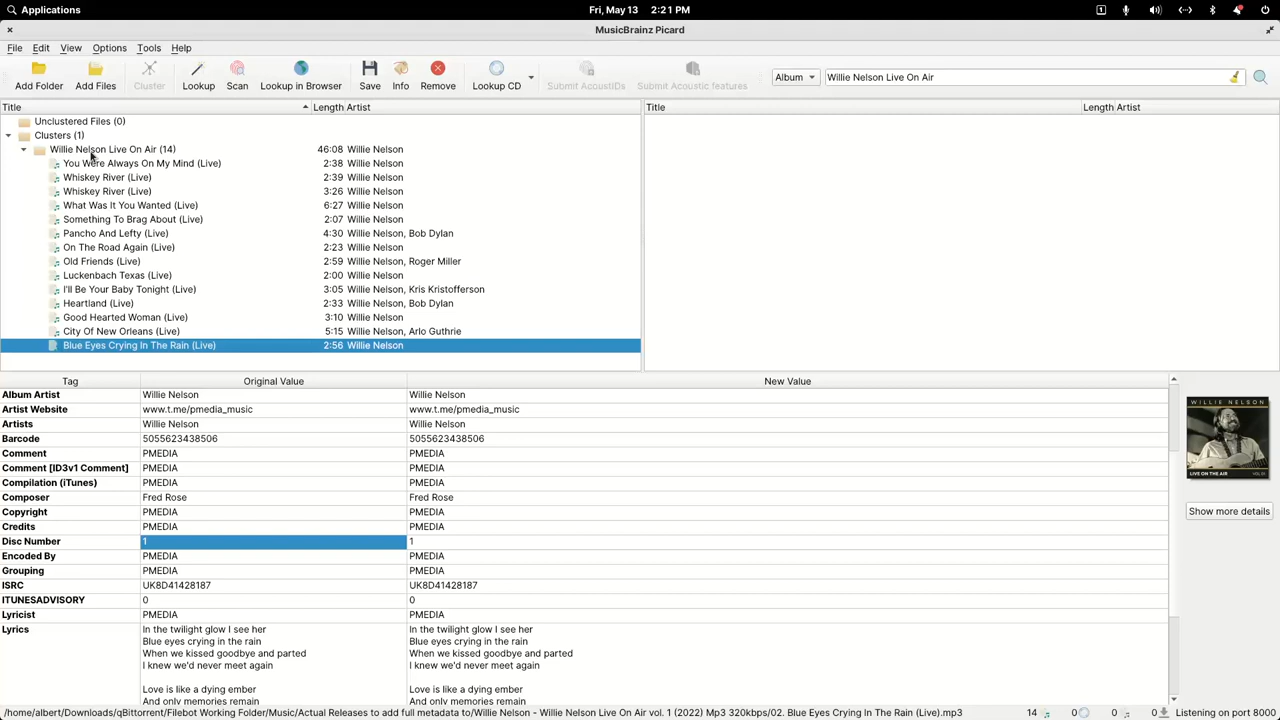 Applications
Fri, May 13 2:21 PM
MusicBrainz Picard
File Edit View Options Tools Help
Add Folder Add Files Cluster Lookup Scan Lookup in Browser Save Info Remove Lookup CD Submit AcoustIDs Submit Acoustic features Album Willie Nelson Live On Air
Title Length Artist Title Length Artist
Unclustered Files (0)
Clusters (1)
Willie Nelson Live On Air (14) 46:08 Willie Nelson
You Were Always On My Mind (Live) 2:38 Willie Nelson
Whiskey River (Live) 2:39 Willie Nelson
Whiskey River (Live) 3:26 Willie Nelson
What Was It You Wanted (Live) 6:27 Willie Nelson
Something To Brag About (Live) 2:07 Willie Nelson
Pancho And Lefty (Live) 4:30 Willie Nelson, Bob Dylan
On The Road Again (Live) 2:23 Willie Nelson
Old Friends (Live) 2:59 Willie Nelson, Roger Miller
Luckenbach Texas (Live) 2:00 Willie Nelson
I'll Be Your Baby Tonight (Live) 3:05 Willie Nelson, Kris Kristofferson
Heartland (Live) 2:33 Willie Nelson, Bob Dylan
Good Hearted Woman (Live) 3:10 Willie Nelson
City Of New Orleans (Live) 5:15 Willie Nelson, Arlo Guthrie
Blue Eyes Crying In The Rain (Live) 2:56 Willie Nelson
Tag Original Value New Value
Album Artist Willie Nelson Willie Nelson
Artist Website www.t.me/pmedia_music www.t.me/pmedia_music
Artists Willie Nelson Willie Nelson
Barcode 5055623438506 5055623438506
Comment PMEDIA PMEDIA
Comment [ID3v1 Comment] PMEDIA PMEDIA
Compilation (iTunes) PMEDIA PMEDIA
Composer Fred Rose Fred Rose
Copyright PMEDIA PMEDIA
Credits PMEDIA PMEDIA
Disc Number 1 1
Encoded By PMEDIA PMEDIA
Grouping PMEDIA PMEDIA
ISRC UK8D41428187 UK8D41428187
ITUNESADVISORY 0 0
Lyricist PMEDIA PMEDIA
Lyrics In the twilight glow I see her In the twilight glow I see her
Blue eyes crying in the rain Blue eyes crying in the rain
When we kissed goodbye and parted When we kissed goodbye and parted
I knew we'd never meet again I knew we'd never meet again
Love is like a dying ember Love is like a dying ember
And only memories remain And only memories remain
WILLIE NELSON
LIVE ON THE AIR
Show more details
/home/albert/Downloads/qBittorrent/Filebot Working Folder/Music/Actual Releases to add full metadata to/Willie Nelson - Willie Nelson Live On Air vol. 1 (2022) Mp3 320kbps/02. Blue Eyes Crying In The Rain (Live).mp3 14 0 0 0 Listening on port 8000